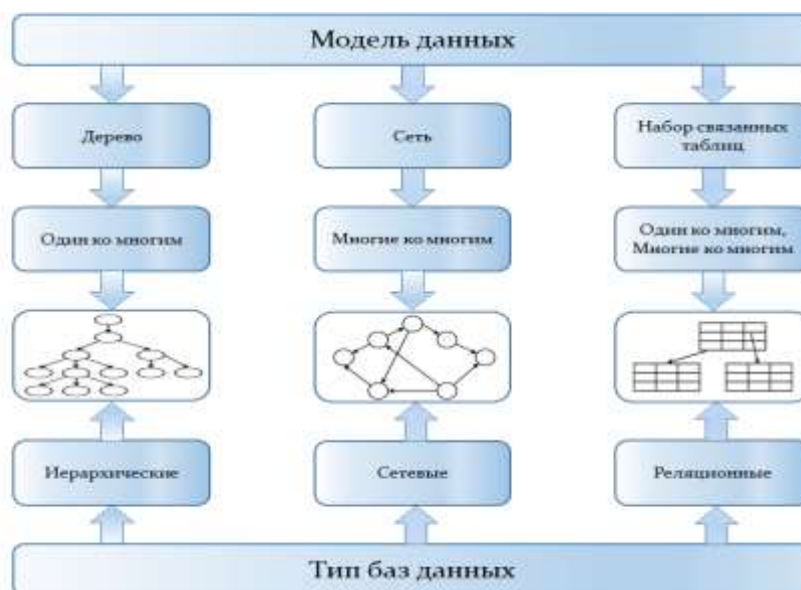 Модель данных
Дерево
Сеть
Набор связанных
таблиц
Один ко многим
Многие ко многим
Один ко многим,
Многие ко многим
Иерархические
Сетевые
Реляционные
Тип баз данных